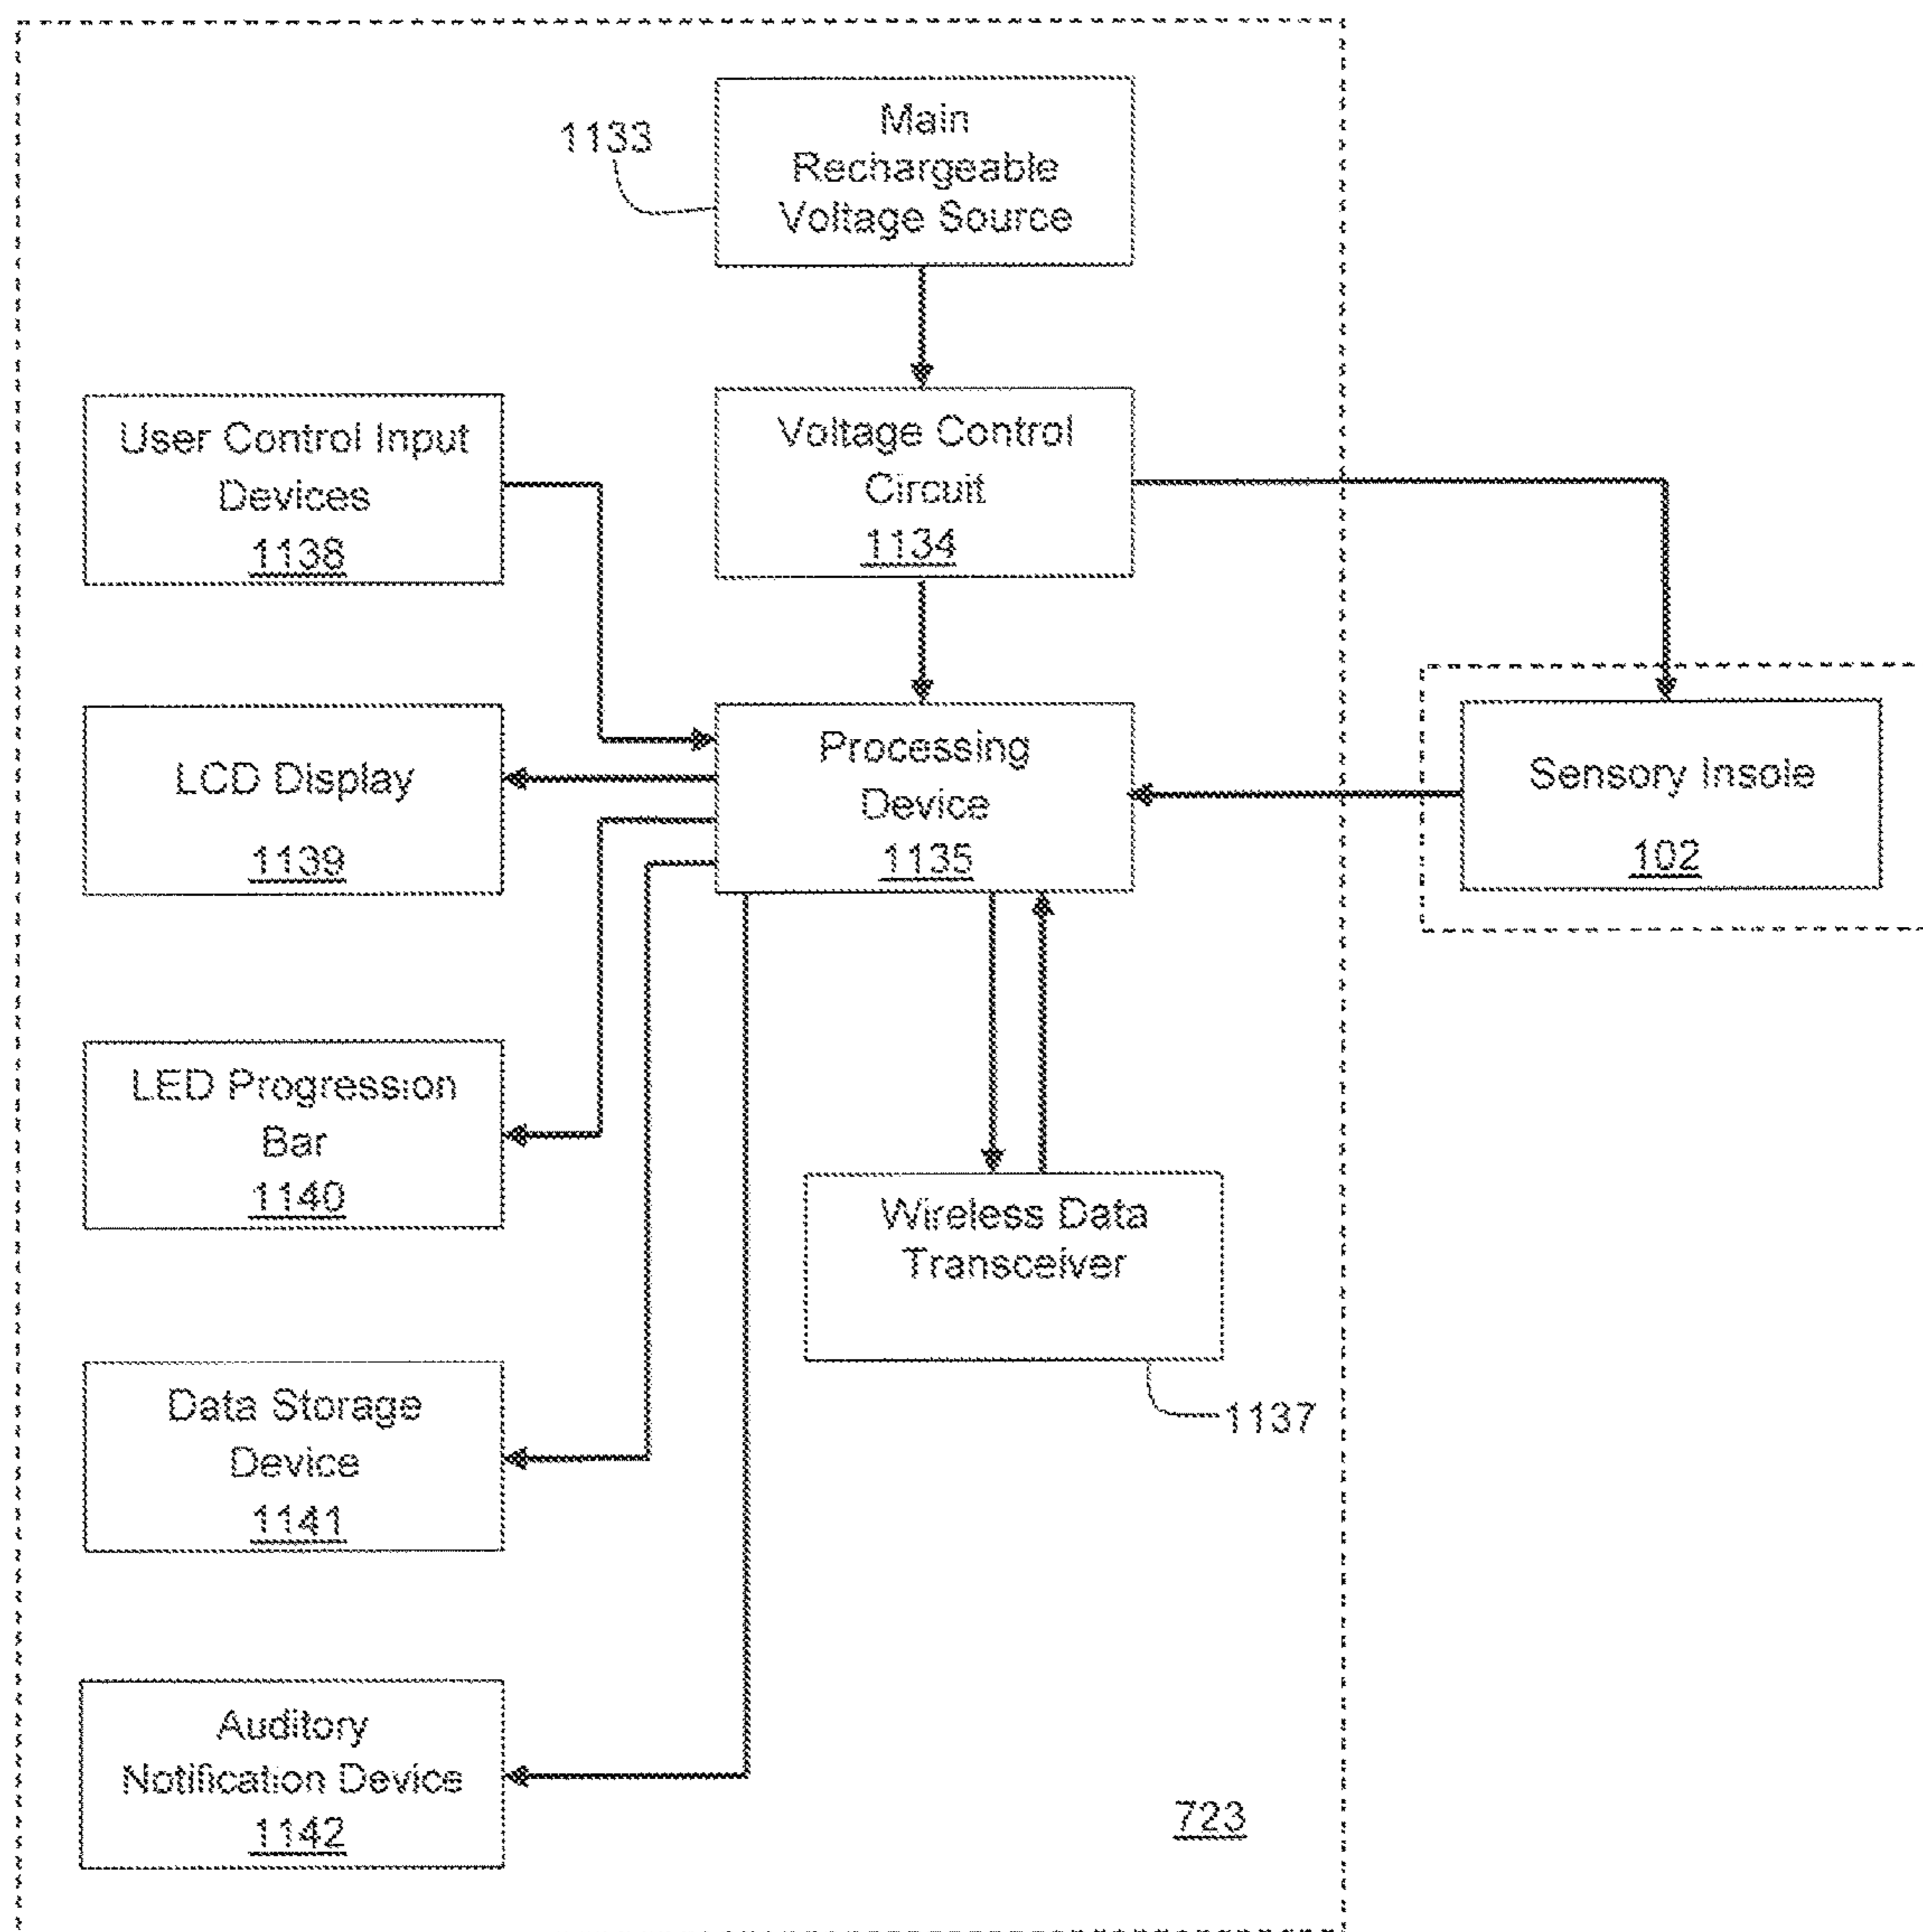 1133
Main
Rechargeable
Voltage Source
User Control Input
Devices
1138
Voltage Control
Circuit
1134
LCD Display
1139
Processing
Device
1135
Sensory Insole
102
LED Progression
Bar
1140
Wireless Data
Transceiver
1137
Data Storage
Device
1141
Auditory
Notification Device
1142
723